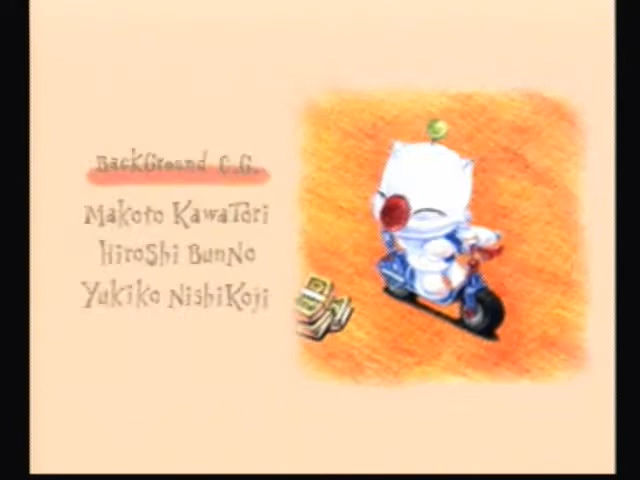 BackGround C.G.
Makoto KawaTori
HiroShi BunNo
Yukiko NishiKoji